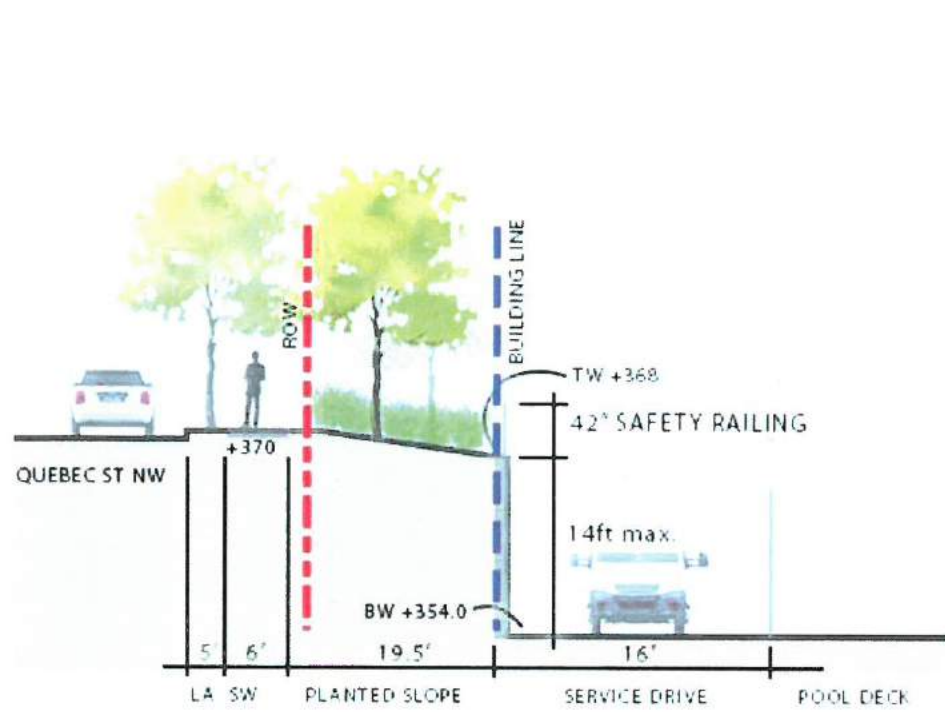 ROW
BUILDING LINE
TW +368
42" SAFETY RAILING
+370
QUEBEC ST NW
14ft max.
BW +354.0
5' 6' 19.5' 16'
LA SW PLANTED SLOPE SERVICE DRIVE POOL DECK